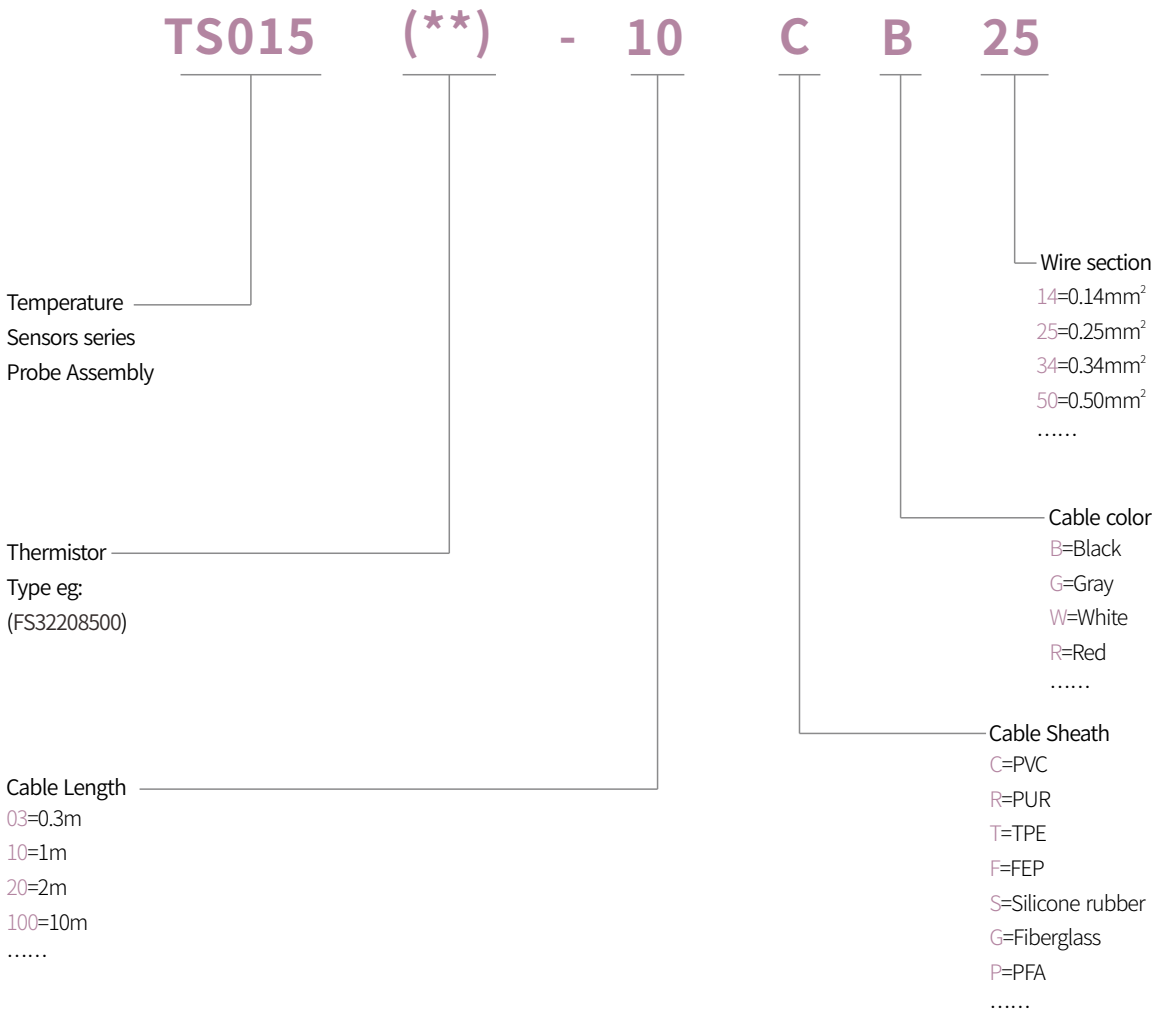 TS015 (**) - 10 C B 25
Temperature
Sensors series
Probe Assembly
Thermistor
Type eg:
(FS32208500)
Cable Length
03=0.3m
10=1m
20=2m
100=10m
……
Wire section
14=0.14mm²
25=0.25mm²
34=0.34mm²
50=0.50mm²
……
Cable color
B=Black
G=Gray
W=White
R=Red
……
Cable Sheath
C=PVC
R=PUR
T=TPE
F=FEP
S=Silicone rubber
G=Fiberglass
P=PFA
……